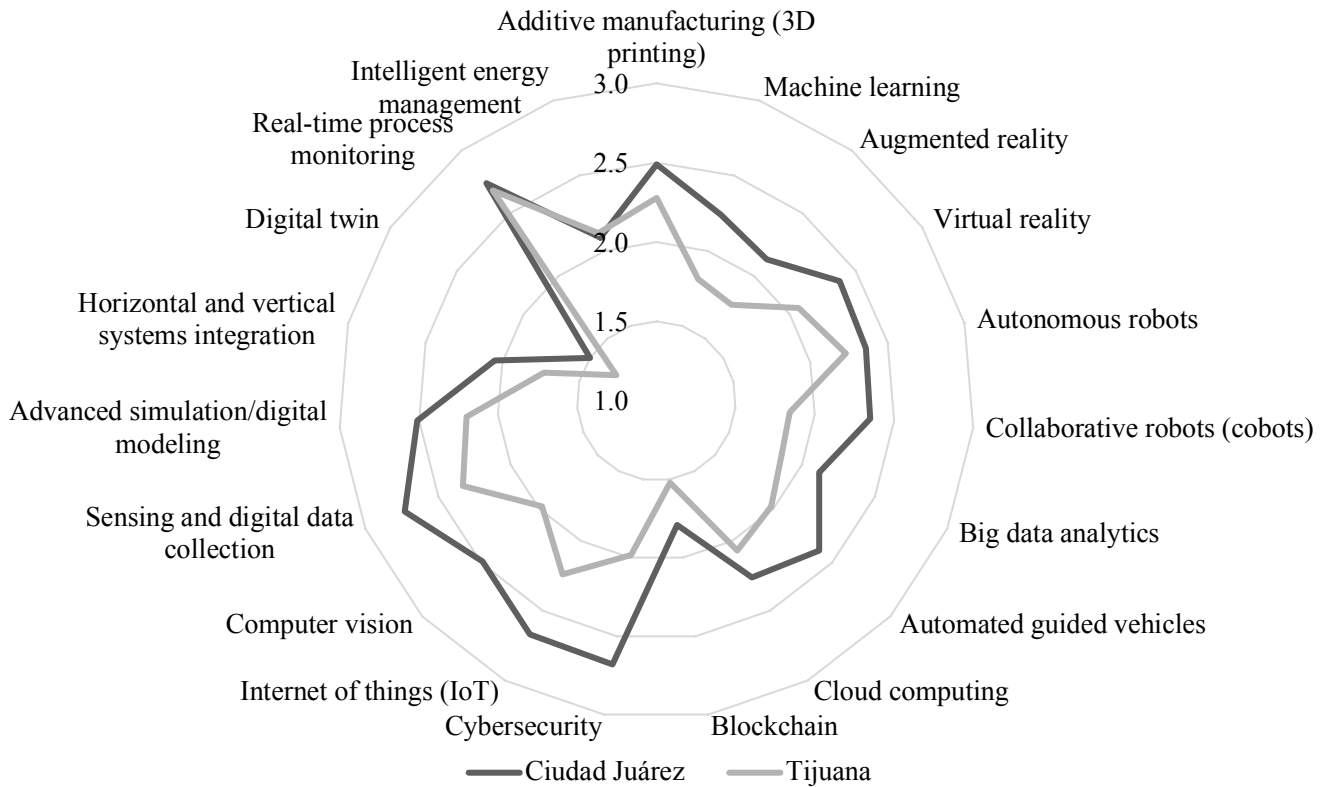 Additive manufacturing (3D
printing)
Machine learning
Augmented reality
Virtual reality
Autonomous robots
Collaborative robots (cobots)
Big data analytics
Automated guided vehicles
Cloud computing
Blockchain
Cybersecurity
Internet of things (IoT)
Computer vision
Sensing and digital data
collection
Advanced simulation/digital
modeling
Horizontal and vertical
systems integration
Digital twin
Real-time process
monitoring
Intelligent energy
management
3.0
2.5
2.0
1.5
1.0
Ciudad Juárez
Tijuana